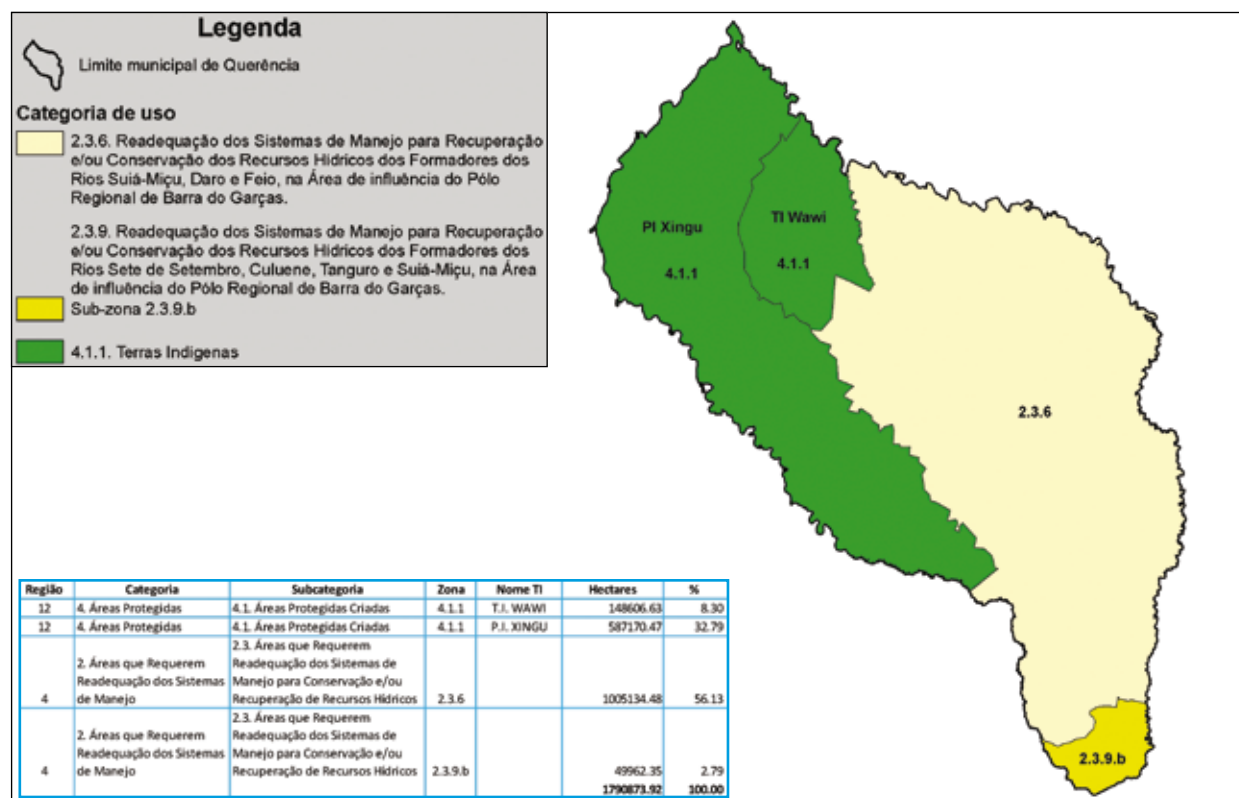 Legenda
Limite municipal de Querência
Categoria de uso
2.3.6. Readequação dos Sistemas de Manejo para Recuperação
e/ou Conservação dos Recursos Hídricos dos Formadores dos
Rios Suiá-Miçu, Daro e Feio, na Área de influência do Pólo
Regional de Barra do Garças.
2.3.9. Readequação dos Sistemas de Manejo para Recuperação
e/ou Conservação dos Recursos Hídricos dos Formadores dos
Rios Sete de Setembro, Culuene, Tanguro e Suiá-Miçu, na Área
de influência do Pólo Regional de Barra do Garças.
Sub-zona 2.3.9.b
4.1.1. Terras Indígenas
PI Xingu
4.1.1
TI Wawi
4.1.1
2.3.6
2.3.9.b
Região Categoria Subcategoria Zona Nome TI Hectares %
12 4. Áreas Protegidas 4.1. Áreas Protegidas Criadas 4.1.1 T.I. WAWI 148606.63 8.30
12 4. Áreas Protegidas 4.1. Áreas Protegidas Criadas 4.1.1 P.I. XINGU 587170.47 32.79
2.3. Áreas que Requerem
2. Áreas que Requerem Readequação dos Sistemas de
Readequação dos Sistemas Manejo para Conservação e/ou
4 de Manejo Recuperação de Recursos Hídricos 2.3.6 1005134.48 56.13
2.3. Áreas que Requerem
2. Áreas que Requerem Readequação dos Sistemas de
Readequação dos Sistemas Manejo para Conservação e/ou
4 de Manejo Recuperação de Recursos Hídricos 2.3.9.b 49962.35 2.79
1790873.92 100.00